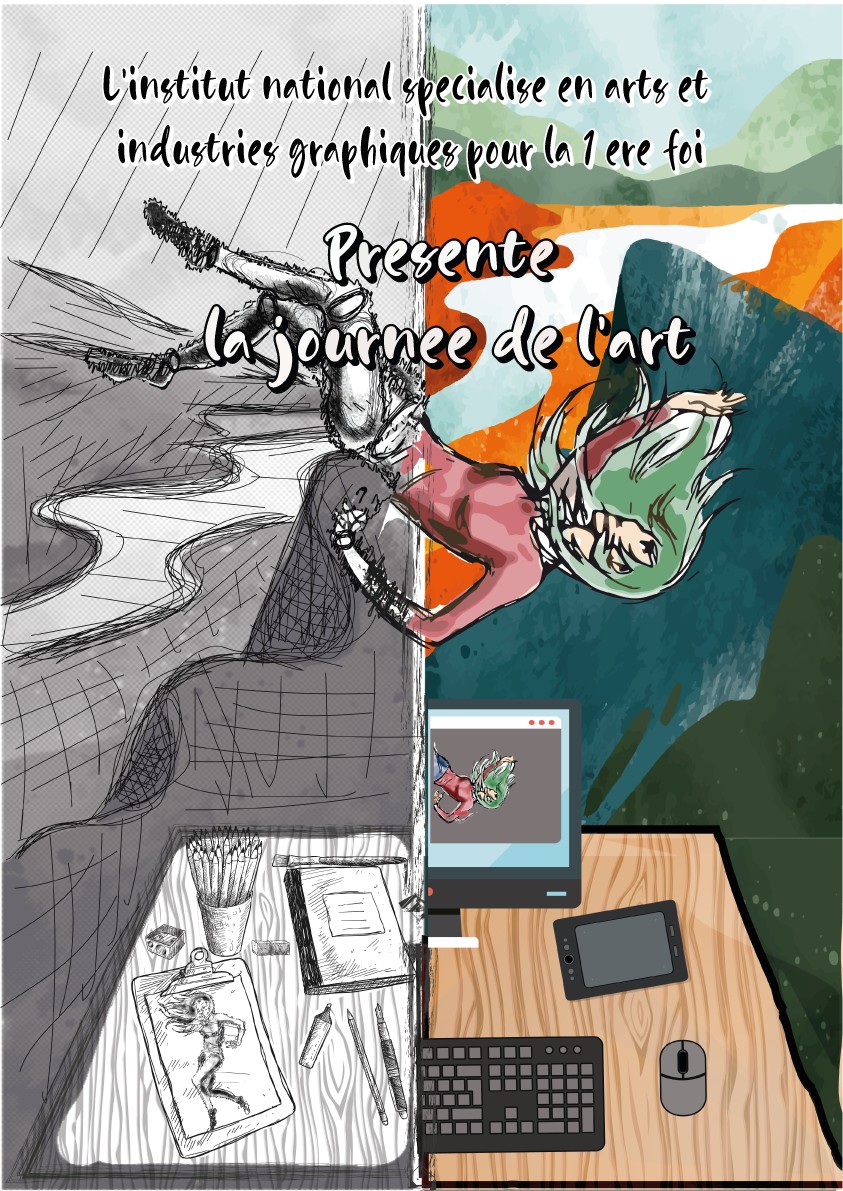 L'institut national specialise en arts et
industries graphiques pour la 1 ere foi
Presente
la journee de l'art